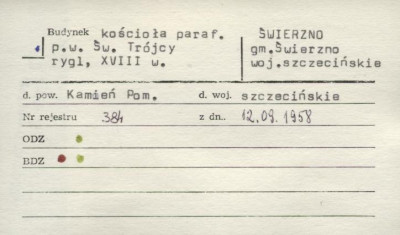 Budynek kościoła paraf.
p.w. Św. Trójcy
rygl, XVIII w.
ŚWIERZNO
gm.Świerzno
woj.szczecińskie
d. pow. Kamień Pom. d. woj. szczecińskie
Nr rejestru 384 z dn.. 12.09.1958
ODZ
BDZ